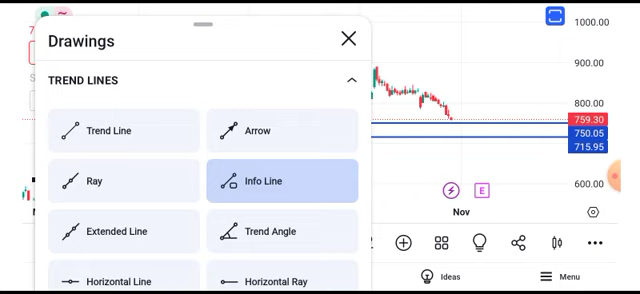 Drawings
TREND LINES
Trend Line
Arrow
Ray
Info Line
Extended Line
Trend Angle
Horizontal Line
Horizontal Ray
1000.00
900.00
800.00
759.30
750.05
715.95
600.00
E
Nov
Ideas
Menu